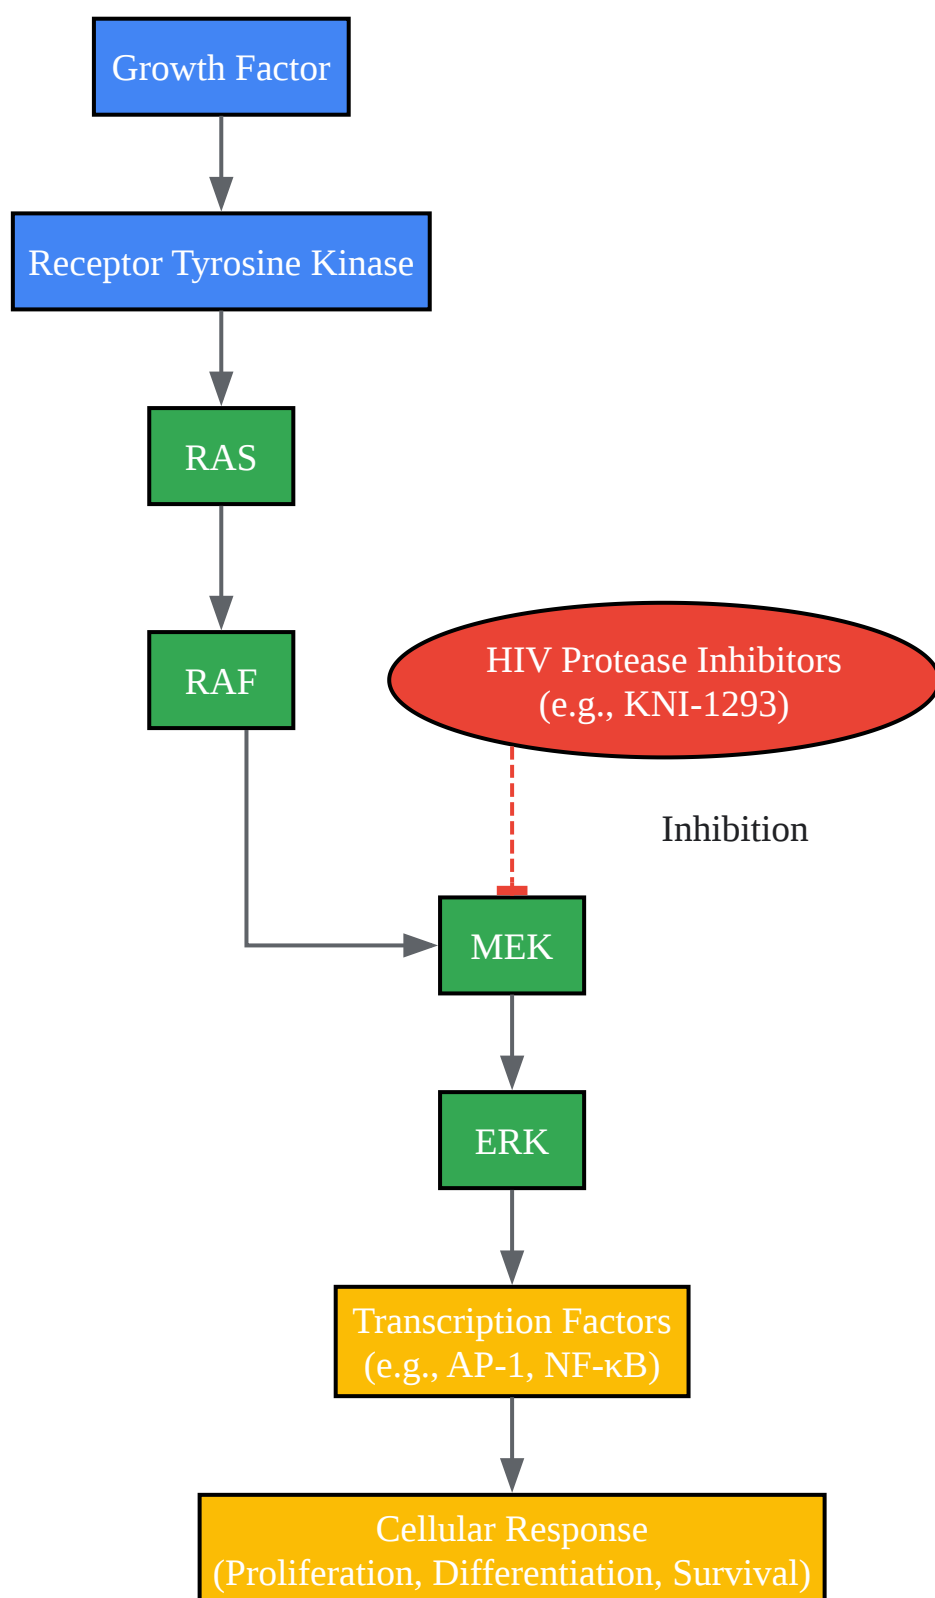 Growth Factor
Receptor Tyrosine Kinase
RAS
RAF
HIV Protease Inhibitors
(e.g., KNI-1293)
Inhibition
MEK
ERK
Transcription Factors
(e.g., AP-1, NF-κB)
Cellular Response
(Proliferation, Differentiation, Survival)